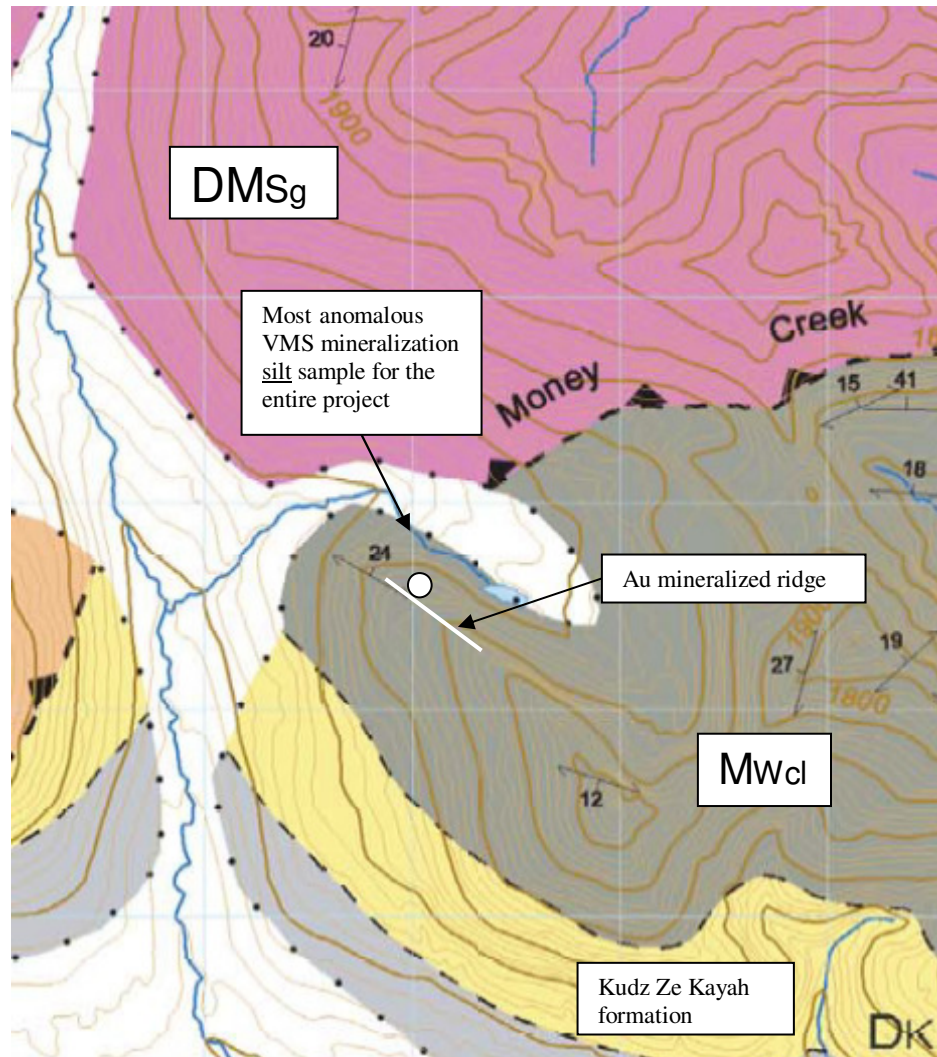 20
1900
DMSg
Most anomalous
VMS mineralization
silt sample for the
entire project
Creek
Money
15
41
18
24
Au mineralized ridge
1900
19
27
1800
MWcl
12
Kudz Ze Kayah
formation
DK